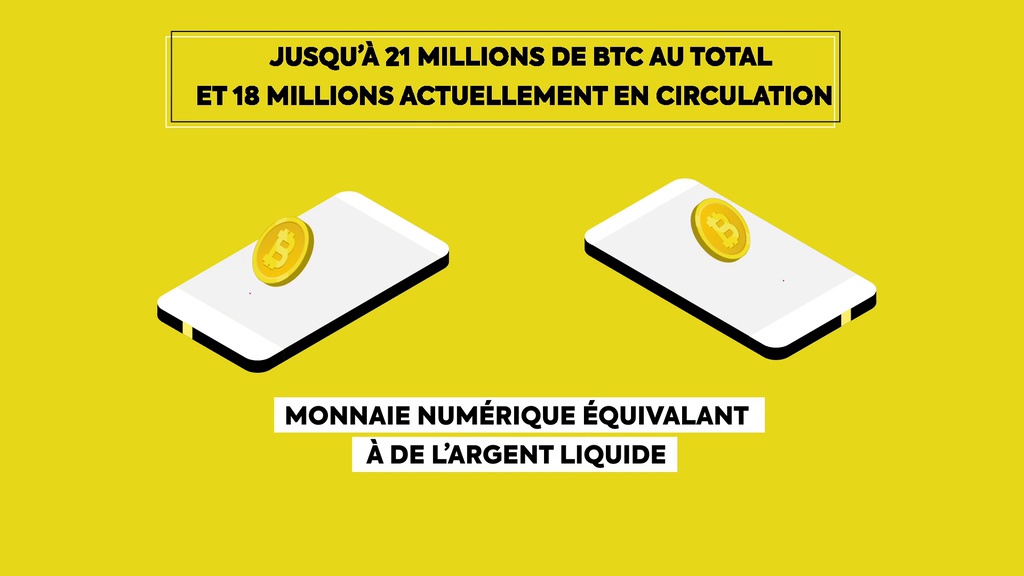 JUSQU’À 21 MILLIONS DE BTC AU TOTAL
ET 18 MILLIONS ACTUELLEMENT EN CIRCULATION
MONNAIE NUMÉRIQUE ÉQUIVALANT
À DE L’ARGENT LIQUIDE